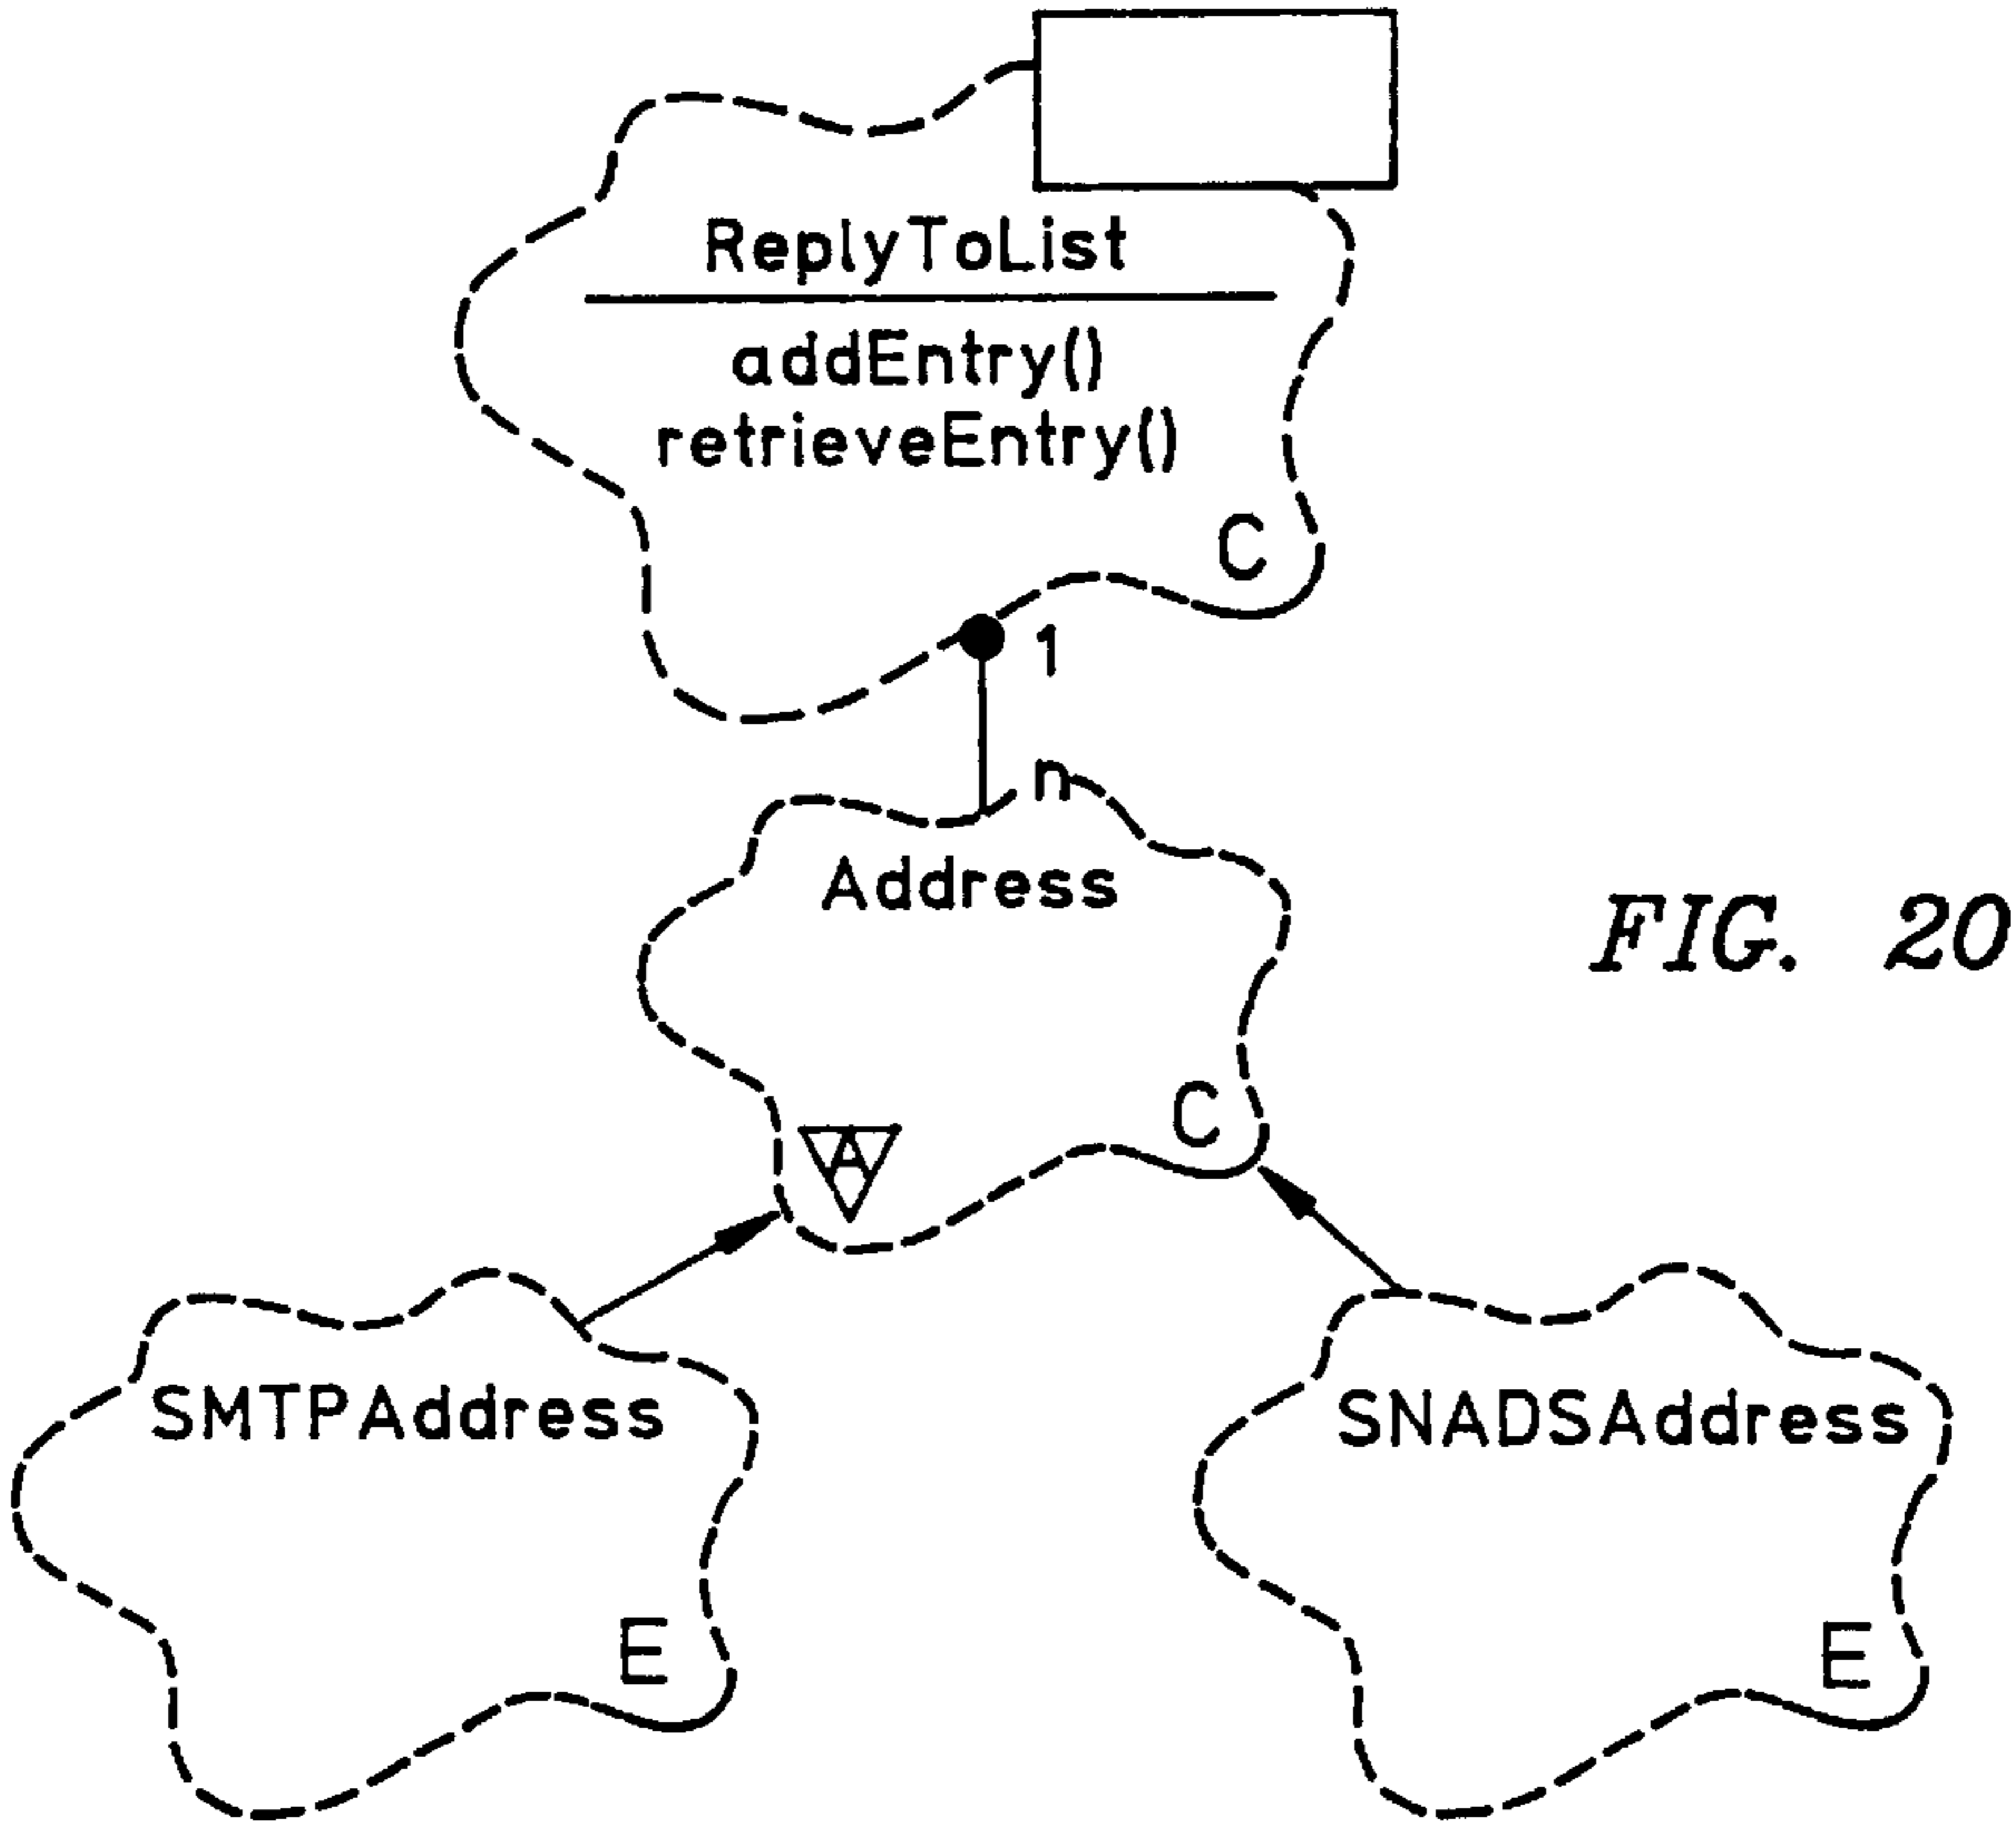 ReplyToList
addEntry()
retrieveEntry()
C
1
n
Address
FIG. 20
C
A
SMTPAddress
SNADSAddress
E
E